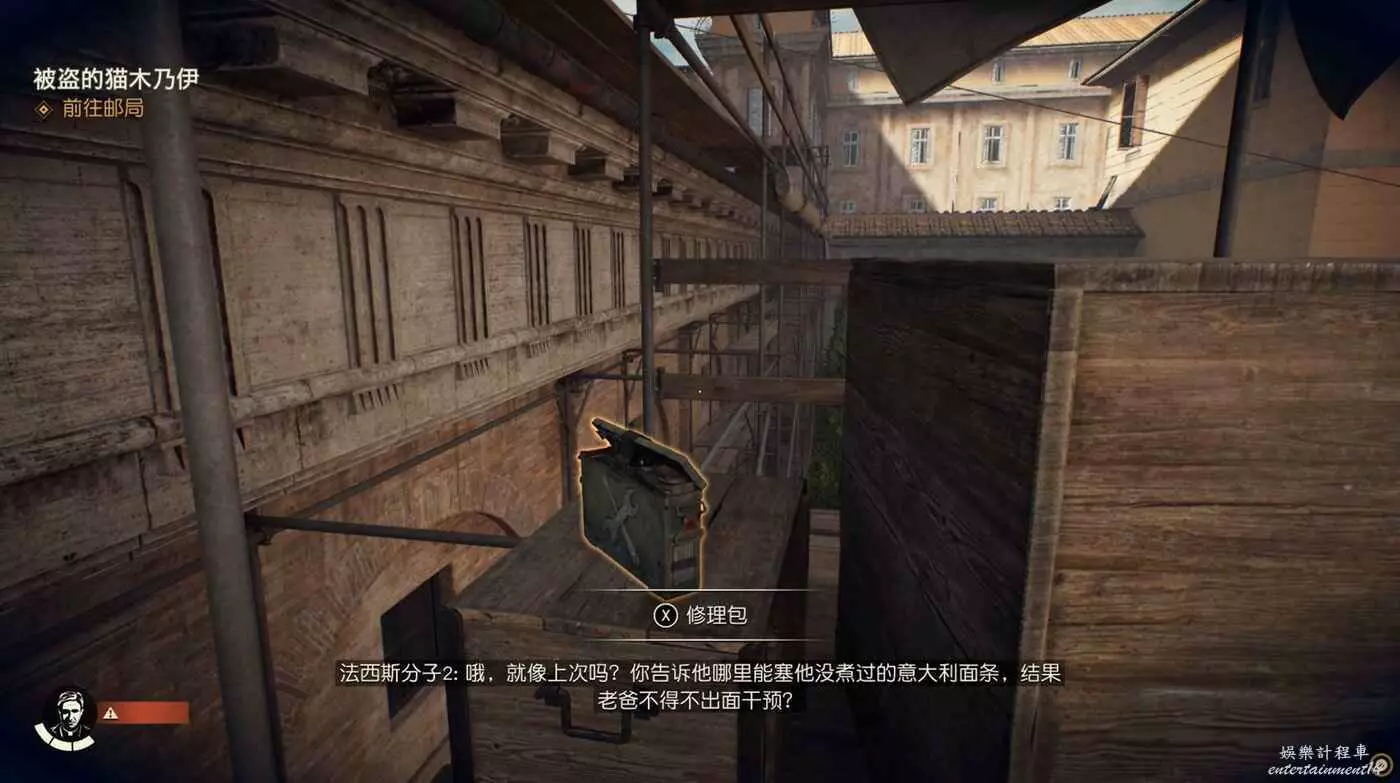 被盗的猫木乃伊
前往邮局
X 修理包
法西斯分子2: 哦，就像上次吗？你告诉他哪里能塞他没煮过的意大利面条，结果
老爸不得不出面干预？
娛樂計程車
entertainment